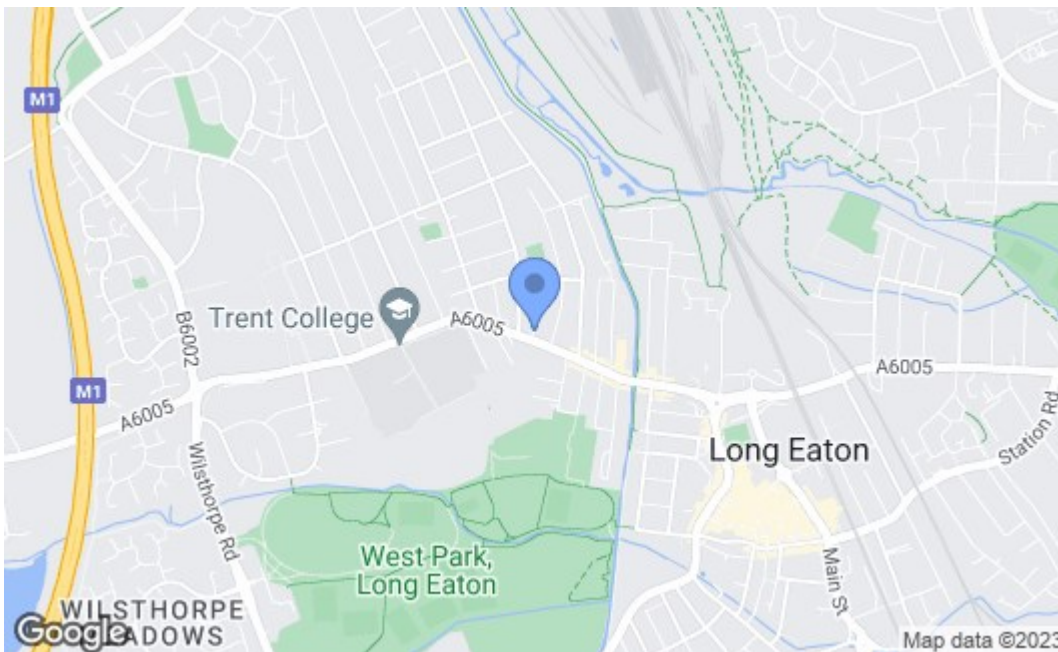 M1
Trent College
A6005
B6002
A6005
M1
A6005
Wilsthorpe Rd
Long Eaton
Station Rd
West Park,
Long Eaton
Main St
WILSTHORPE
MEADOWS
Google
Map data ©2023